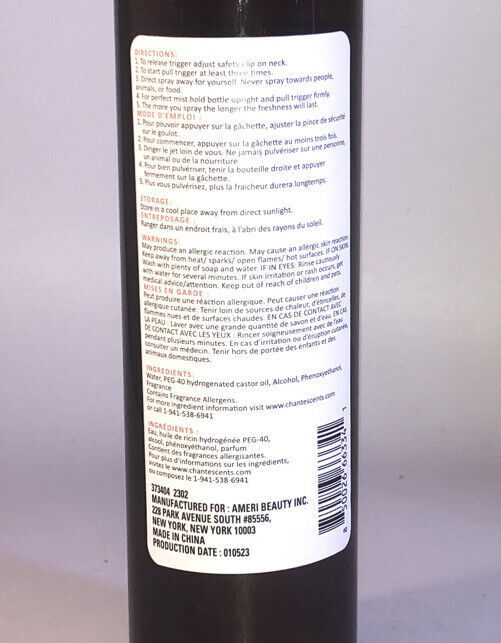 DIRECTIONS:
1. To release trigger adjust safety clip on neck.
2. To start pull trigger at least three times.
3. Direct spray away for yourself. Never spray towards people,
animals, or food.
4. For perfect mist hold bottle upright and pull trigger firmly.
5. The more you spray the longer the freshness will last.
MODE D'EMPLOI :
1. Pour pouvoir appuyer sur la gâchette, ajuster la pince de sécurité
sur le goulot.
2. Pour commencer, appuyer sur la gâchette au moins trois fois.
3. Diriger le jet loin de vous. Ne jamais pulvériser sur une personne,
un animal ou de la nourriture
4. Pour bien pulvériser, tenir la bouteille droite et appuyer
fermement sur la gâchette.
5. Plus vous pulvérisez, plus la fraicheur durera longtemps.
STORAGE:
Store in a cool place away from direct sunlight.
ENTREPOSAGE :
Ranger dans un endroit frais, à l'abri des rayons du soleil.
WARNINGS:
May produce an allergic reaction. May cause an allergic skin reaction.
Keep away from heat/ sparks/ open flames/ hot surfaces. IF ON SKIN:
Wash with plenty of soap and water. IF IN EYES: Rinse cautiously
with water for several minutes. If skin irritation or rash occurs, get
medical advice/attention. Keep out of reach of children and pets.
MISES EN GARDE :
Peut produire une réaction allergique. Peut causer une réaction
allergique cutanée. Tenir loin de sources de chaleur, d'étincelles, de
flammes nues et de surfaces chaudes. EN CAS DE CONTACT AVEC
LA PEAU : Laver avec une grande quantité de savon et d'eau. EN CAS
DE CONTACT AVEC LES YEUX : Rincer soigneusement avec de l'eau
pendant plusieurs minutes. En cas d'irritation ou d'éruption cutanée,
consulter un médecin. Tenir hors de portée des enfants et des
animaux domestiques.
INGREDIENTS:
Water, PEG-40 hydrogenated castor oil, Alcohol, Phenoxyethanol,
Fragrance
Contains Fragrance Allergens.
For more ingredient information visit www.chantescents.com
or call 1-941-538-6941
INGRÉDIENTS :
Eau, huile de ricin hydrogénée PEG-40,
alcool, phénoxyéthanol, parfum
Contient des fragrances allergisantes.
Pour plus d'informations sur les ingrédients,
visitez le www.chantescents.com
ou composez le 1-941-538-6941
373404 2302
MANUFACTURED FOR : AMERI BEAUTY INC.
228 PARK AVENUE SOUTH #85556,
NEW YORK, NEW YORK 10003
MADE IN CHINA
PRODUCTION DATE : 010523
8 50026 66334 1